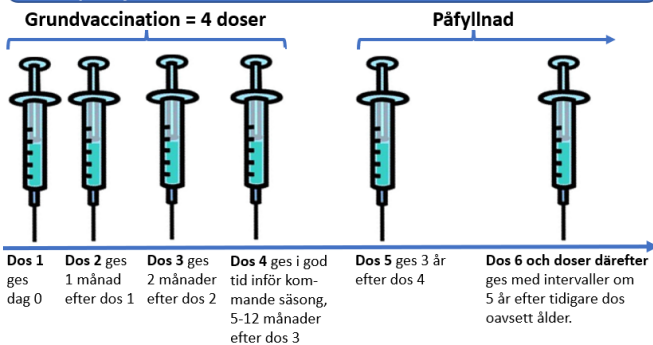 Grundvaccination = 4 doser
Påfyllnad
Dos 1
ges
dag 0
Dos 2 ges
1 månad
efter dos 1
Dos 3 ges
2 månader
efter dos 2
Dos 4 ges i god
tid inför kom-
mande säsong,
5-12 månader
efter dos 3
Dos 5 ges 3 år
efter dos 4
Dos 6 och doser därefter
ges med intervaller om
5 år efter tidigare dos
oavsett ålder.